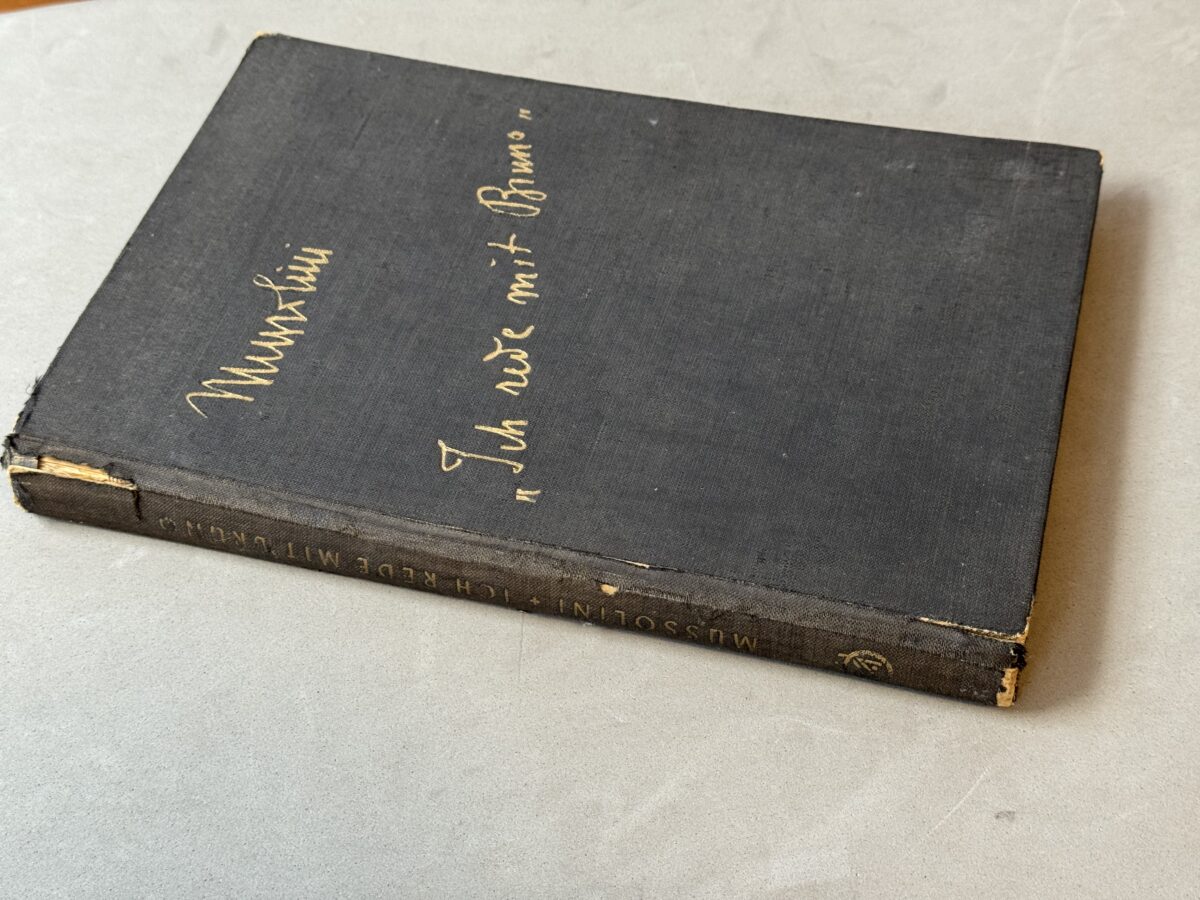 Mussolini
„Ich rede mit Bruno"
MUSSOLINI + ICH REDE MIT BRUNO